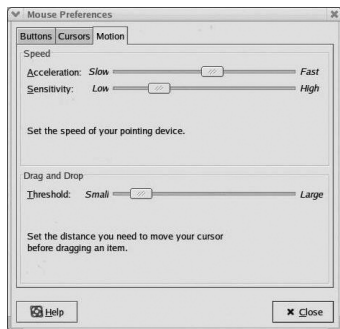 Mouse Preferences
Buttons Cursors Motion
Speed
Acceleration: Slow Fast
Sensitivity: Low High
Set the speed of your pointing device.
Drag and Drop
Threshold: Small Large
Set the distance you need to move your cursor
before dragging an item.
Help Close